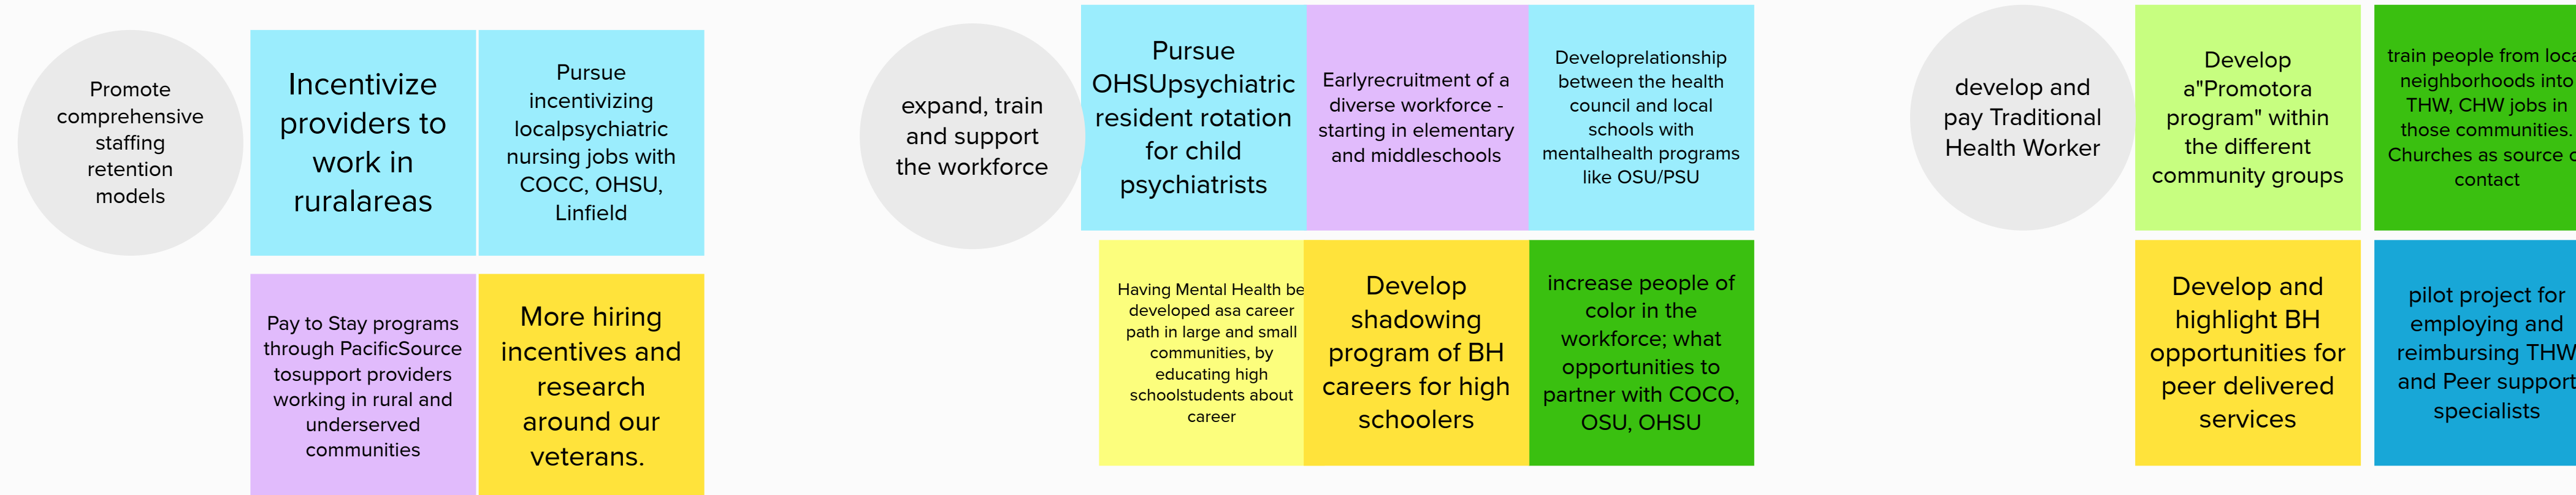 Promote
comprehensive
staffing
retention
models
Incentivize
providers to
work in
ruralareas
Pursue
incentivizing
localpsychiatric
nursing jobs with
COCC, OHSU,
Linfield
Pay to Stay programs
through PacificSource
tosupport providers
working in rural and
underserved
communities
More hiring
incentives and
research
around our
veterans.
expand, train
and support
the workforce
Pursue
OHSUpsychiatric
resident rotation
for child
psychiatrists
Earlyrecruitment of a
diverse workforce -
starting in elementary
and middleschools
Developrelationship
between the health
council and local
schools with
mentalhealth programs
like OSU/PSU
Having Mental Health be
developed asa career
path in large and small
communities, by
educating high
schoolstudents about
career
Develop
shadowing
program of BH
careers for high
schoolers
increase people of
color in the
workforce; what
opportunities to
partner with COCO,
OSU, OHSU
develop and
pay Traditional
Health Worker
Develop
a"Promotora
program" within
the different
community groups
train people from
neighborhoods into
THW, CHW jobs in
those communities.
Churches as source
contact
Develop and
highlight BH
opportunities for
peer delivered
services
pilot project for
employing and
reimbursing THW
and Peer support
specialists